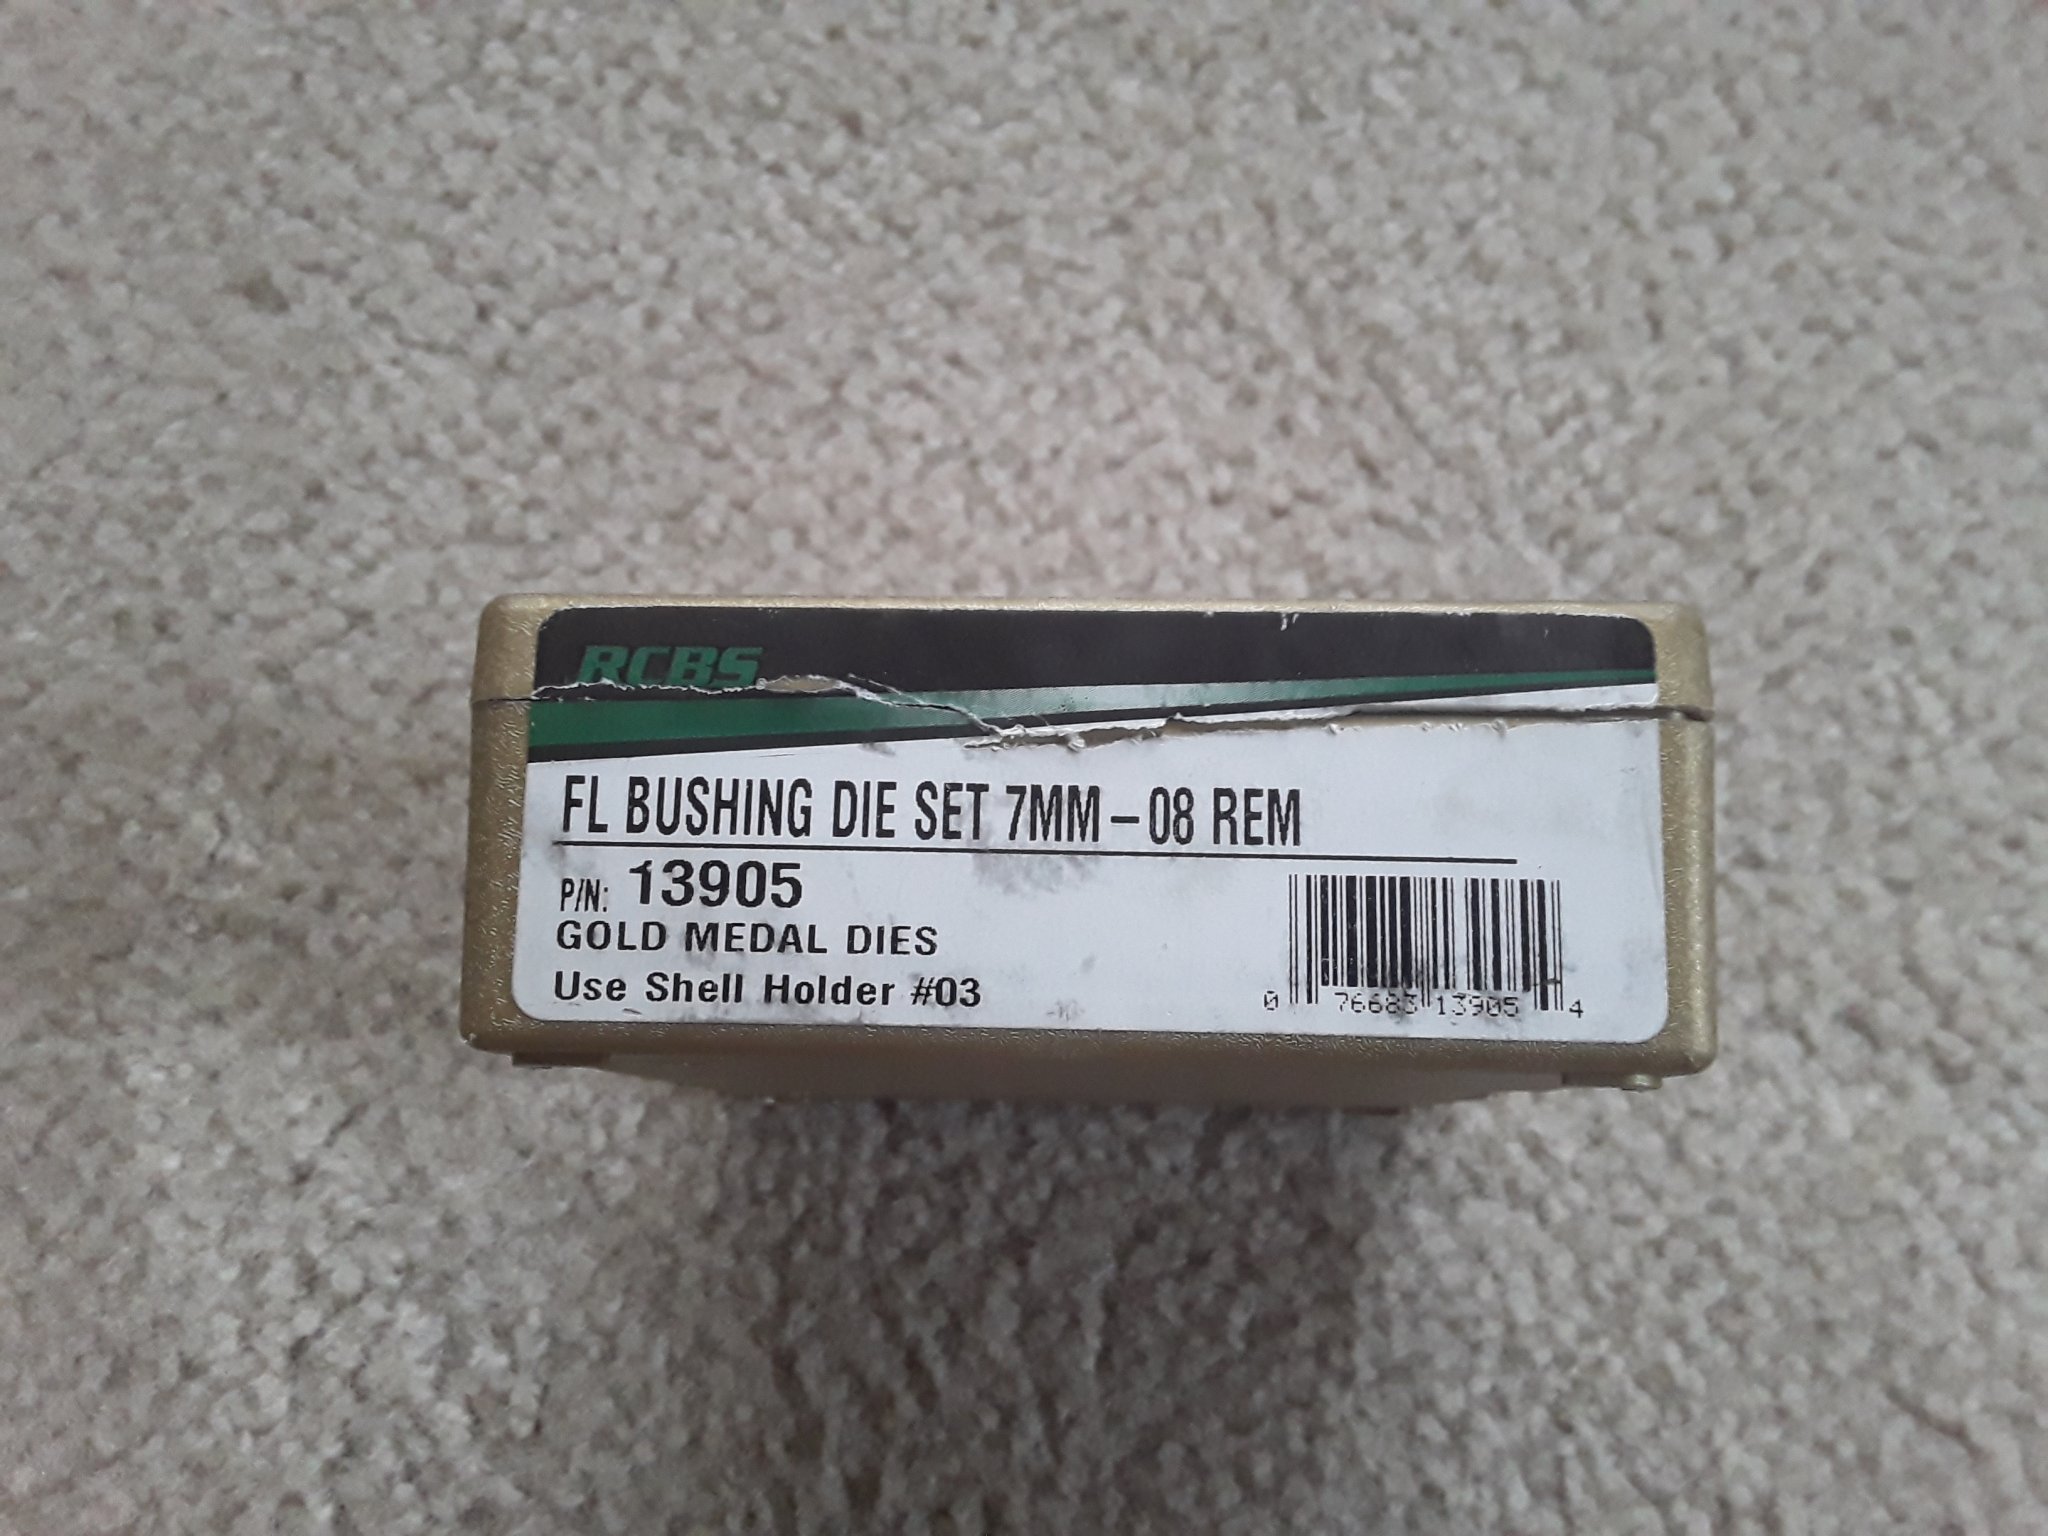 RCBS
FL BUSHING DIE SET 7MM-08 REM
P/N: 13905
GOLD MEDAL DIES
Use Shell Holder #03
0 76683 13905 4